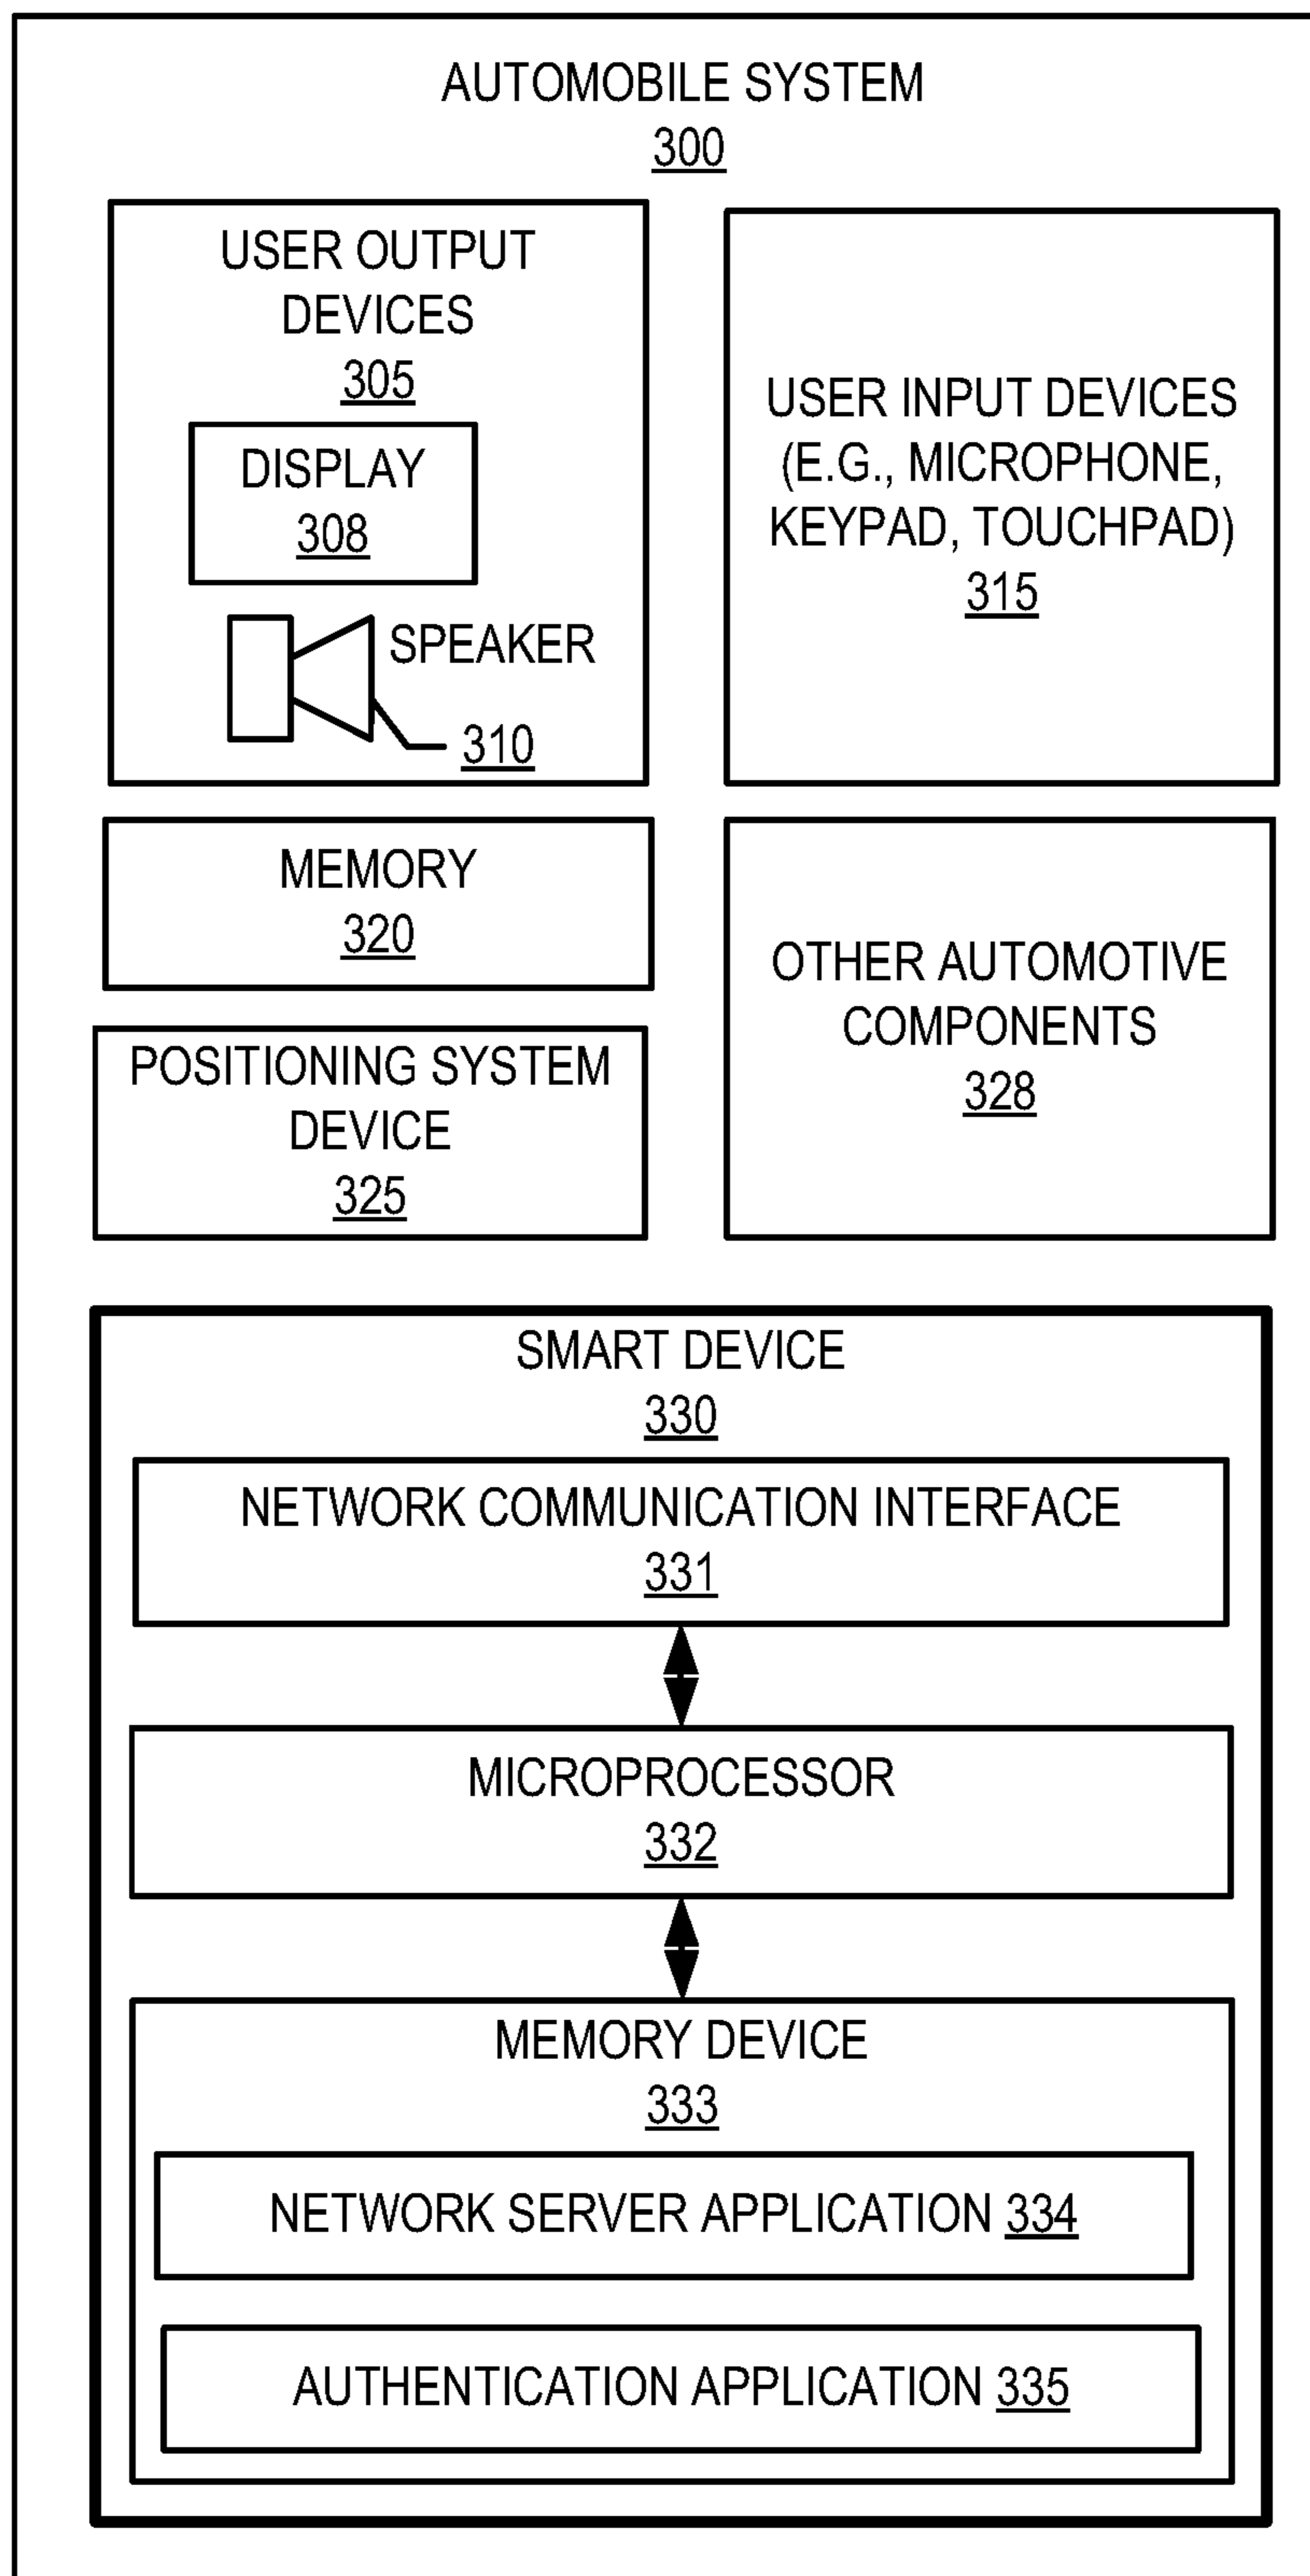 AUTOMOBILE SYSTEM
300
USER OUTPUT
DEVICES
305
DISPLAY
308
SPEAKER
310
USER INPUT DEVICES
(E.G., MICROPHONE,
KEYPAD, TOUCHPAD)
315
MEMORY
320
OTHER AUTOMOTIVE
COMPONENTS
328
POSITIONING SYSTEM
DEVICE
325
SMART DEVICE
330
NETWORK COMMUNICATION INTERFACE
331
MICROPROCESSOR
332
MEMORY DEVICE
333
NETWORK SERVER APPLICATION 334
AUTHENTICATION APPLICATION 335